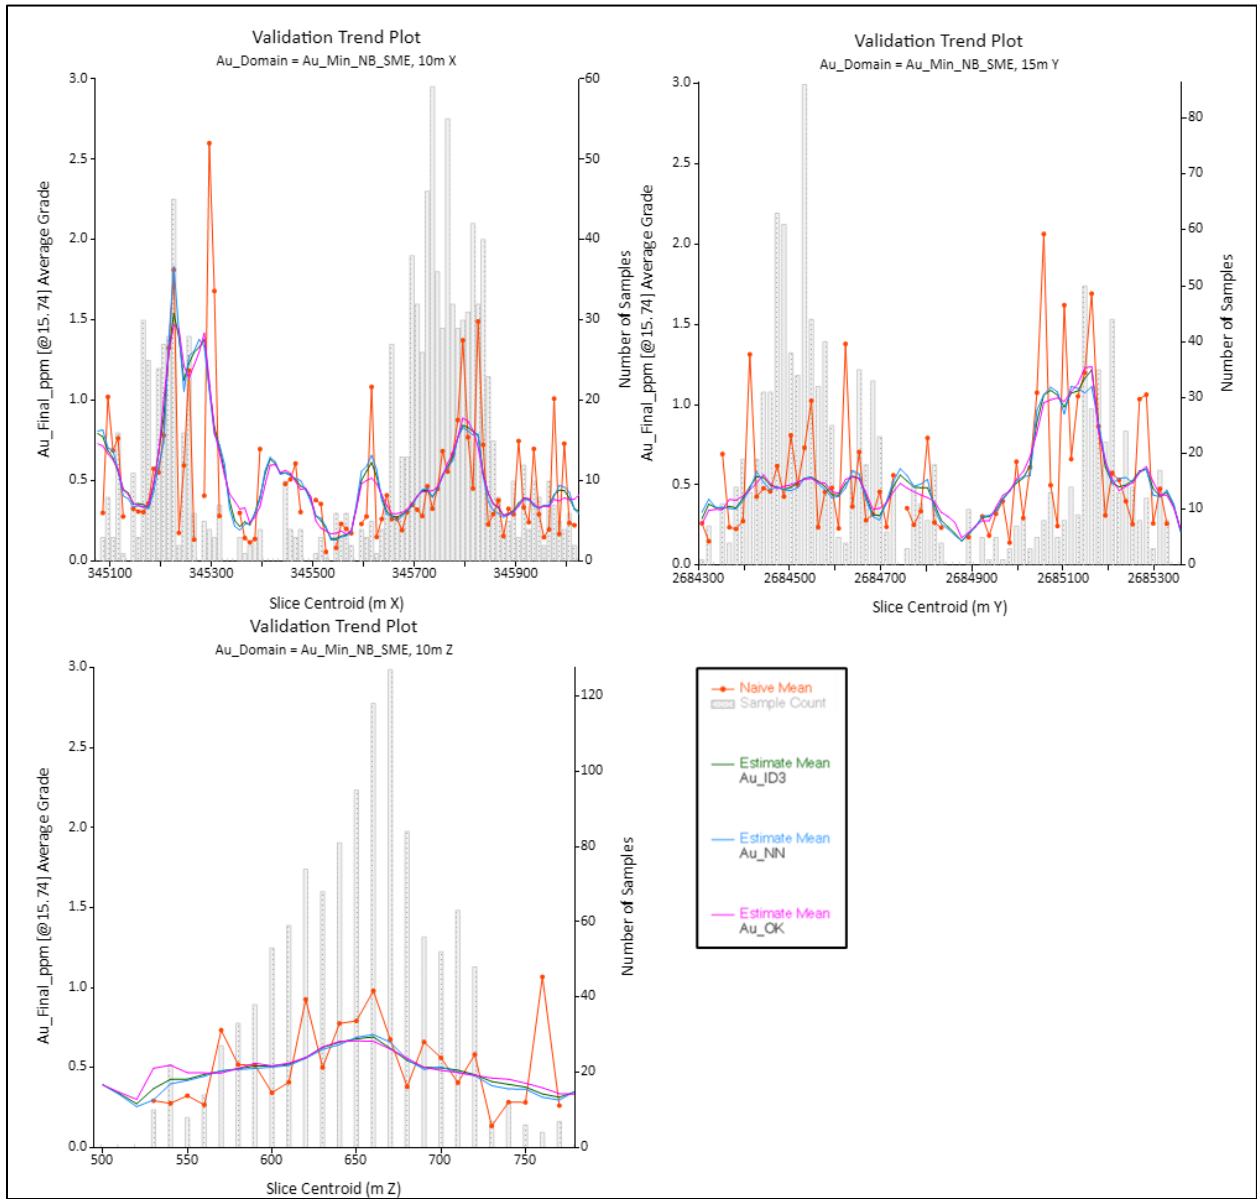 Validation Trend Plot
Au_Domain = Au_Min_NB_SME, 10m X
3.0
2.5
2.0
1.5
1.0
0.5
0.0
Au_Final_ppm [@15.74] Average Grade
60
50
40
30
20
10
0
Number of Samples
345100 345300 345500 345700 345900
Slice Centroid (m X)
Validation Trend Plot
Au_Domain = Au_Min_NB_SME, 15m Y
3.0
2.5
2.0
1.5
1.0
0.5
0.0
Au_Final_ppm [@15.74] Average Grade
80
70
60
50
40
30
20
10
0
Number of Samples
2684300 2684500 2684700 2684900 2685100 2685300
Slice Centroid (m Y)
Validation Trend Plot
Au_Domain = Au_Min_NB_SME, 10m Z
3.0
2.5
2.0
1.5
1.0
0.5
0.0
Au_Final_ppm [@15.74] Average Grade
120
100
80
60
40
20
0
Number of Samples
500 550 600 650 700 750
Slice Centroid (m Z)
Naive Mean
Sample Count
Estimate Mean
Au_ID3
Estimate Mean
Au_NN
Estimate Mean
Au_OK